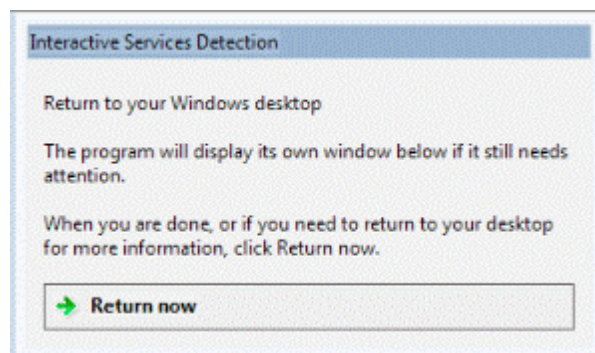 Interactive Services Detection
Return to your Windows desktop
The program will display its own window below if it still needs
attention.
When you are done, or if you need to return to your desktop
for more information, click Return now.
Return now